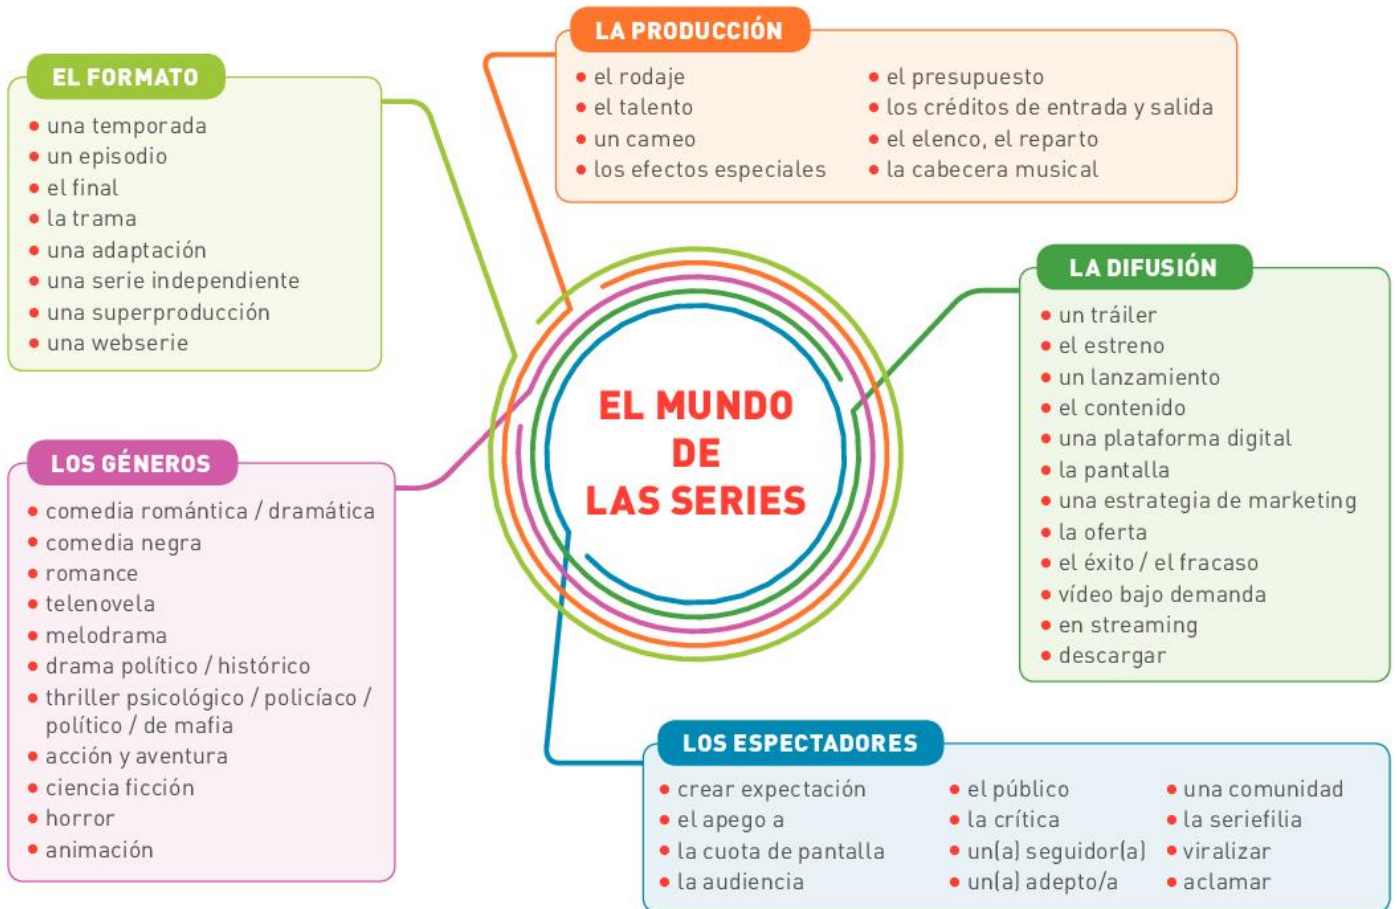 LA PRODUCCIÓN
• el rodaje
• el talento
• un cameo
• los efectos especiales
• el presupuesto
• los créditos de entrada y salida
• el elenco, el reparto
• la cabecera musical
EL FORMATO
• una temporada
• un episodio
• el final
• la trama
• una adaptación
• una serie independiente
• una superproducción
• una webserie
EL MUNDO
DE
LAS SERIES
LA DIFUSIÓN
• un tráiler
• el estreno
• un lanzamiento
• el contenido
• una plataforma digital
• la pantalla
• una estrategia de marketing
• la oferta
• el éxito / el fracaso
• vídeo bajo demanda
• en streaming
• descargar
LOS GÉNEROS
• comedia romántica / dramática
• comedia negra
• romance
• telenovela
• melodrama
• drama político / histórico
• thriller psicológico / policíaco /
político / de mafia
• acción y aventura
• ciencia ficción
• horror
• animación
LOS ESPECTADORES
• crear expectación
• el apego a
• la cuota de pantalla
• la audiencia
• el público
• la crítica
• un(a) seguidor(a)
• un(a) adepto/a
• una comunidad
• la seriefilia
• viralizar
• aclamar